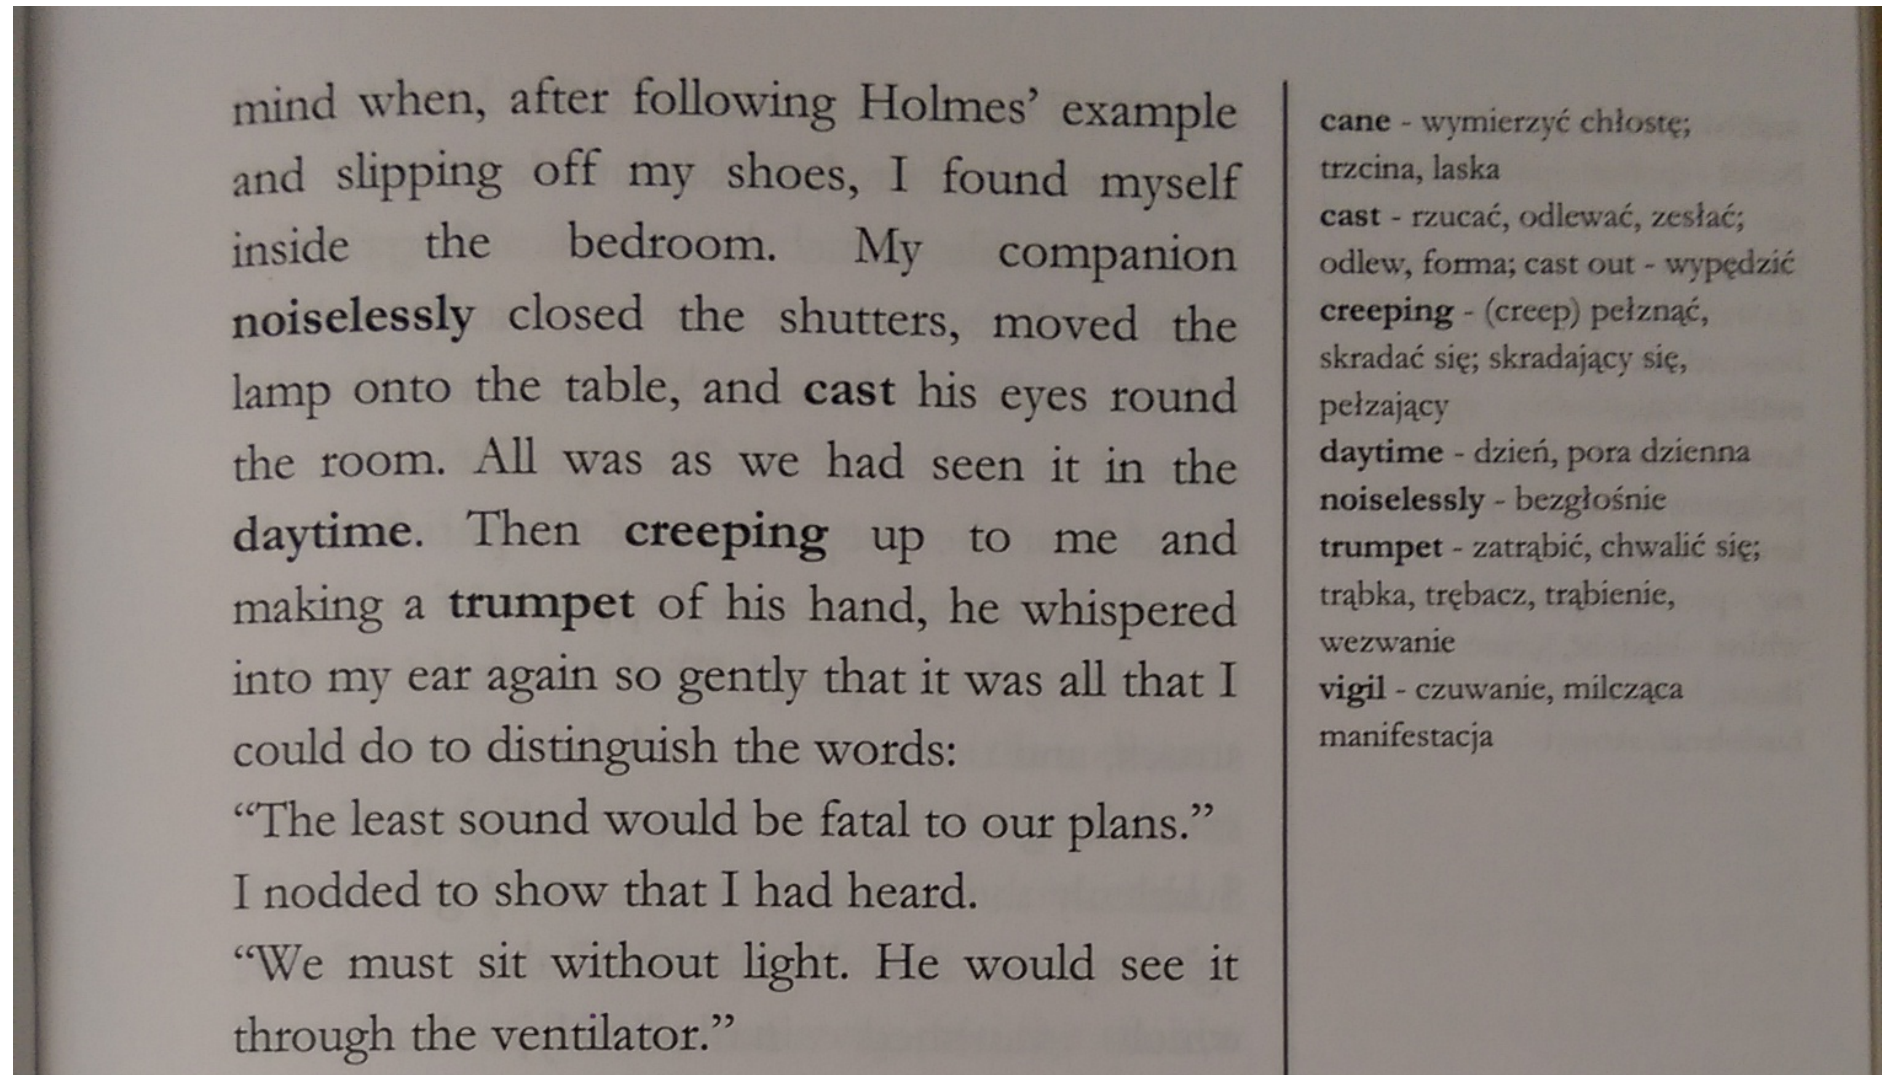 mind when, after following Holmes’ example
and slipping off my shoes, I found myself
inside the bedroom. My companion
noiselessly closed the shutters, moved the
lamp onto the table, and cast his eyes round
the room. All was as we had seen it in the
daytime. Then creeping up to me and
making a trumpet of his hand, he whispered
into my ear again so gently that it was all that I
could do to distinguish the words:
“The least sound would be fatal to our plans.”
I nodded to show that I had heard.
“We must sit without light. He would see it
through the ventilator.”
cane - wymierzyć chłostę;
trzcina, laska
cast - rzucać, odlewać, zesłać;
odlew, forma; cast out - wypędzić
creeping - (creep) pełznąć,
skradać się; skradający się,
pełzający
daytime - dzień, pora dzienna
noiselessly - bezgłośnie
trumpet - zatrąbić, chwalić się;
trąbka, trębacz, trąbienie,
wezwanie
vigil - czuwanie, milcząca
manifestacja